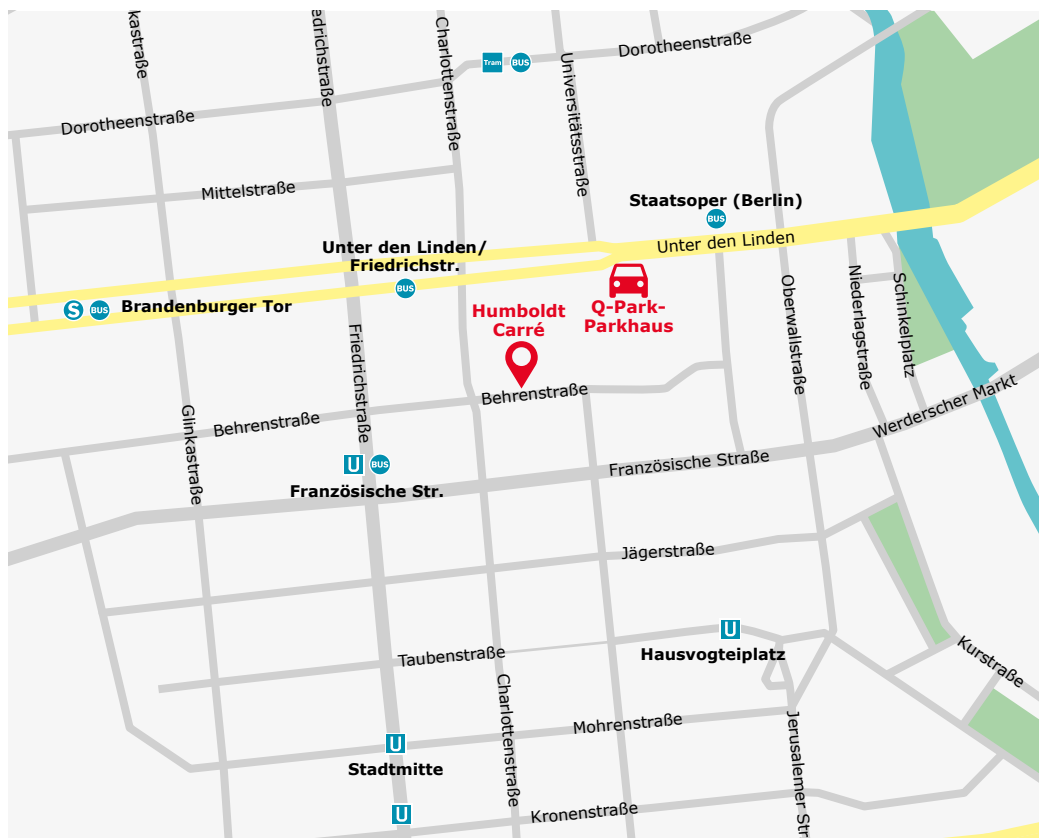 kastraße
edrichstraße
Charlottenstraße
Tram
BUS
Universitätsstraße
Dorotheenstraße
Dorotheenstraße
Mittelstraße
Staatsoper (Berlin)
BUS
Unter den Linden
Unter den Linden/
Friedrichstr.
BUS
S
BUS
Brandenburger Tor
Humboldt
Carré
Q-Park-
Parkhaus
Oberwallstraße
Niederlagstraße
Schinkelplatz
Friedrichstraße
Behrenstraße
Behrenstraße
Glinkastraße
Werderscher Markt
U
BUS
Französische Str.
Französische Straße
Jägerstraße
U
Hausvogteiplatz
Taubenstraße
Kurstraße
Charlottenstraße
Mohrenstraße
Jerusalemer Str
U
Stadtmitte
U
Kronenstraße